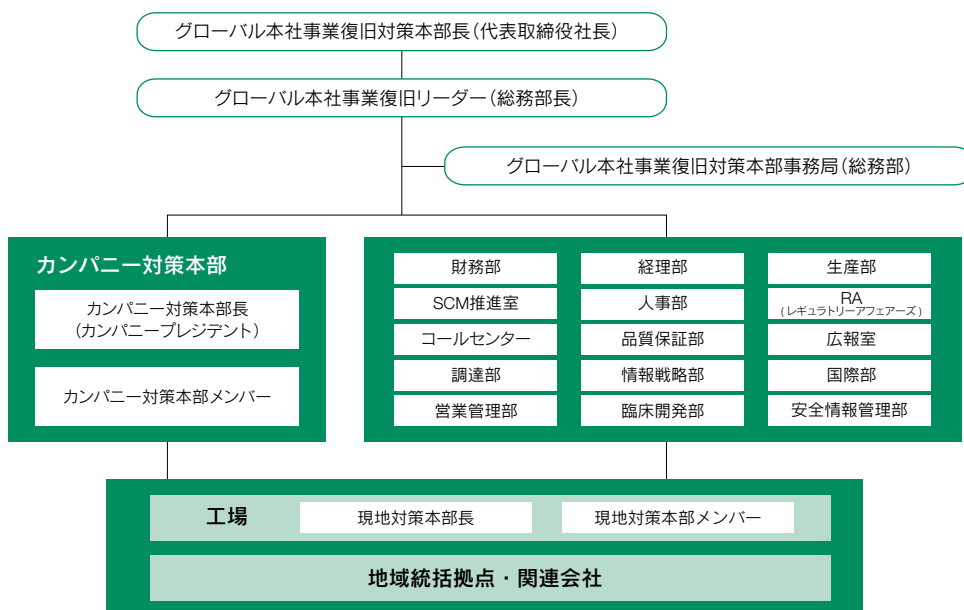 グローバル本社事業復旧対策本部長(代表取締役社長)
グローバル本社事業復旧リーダー(総務部長)
グローバル本社事業復旧対策本部事務局(総務部)
カンパニー対策本部
カンパニー対策本部長
(カンパニープレジデント)
カンパニー対策本部メンバー
財務部
経理部
生産部
SCM推進室
人事部
RA
(レギュラトリーアフェアーズ)
コールセンター
品質保証部
広報室
調達部
情報戦略部
国際部
営業管理部
臨床開発部
安全情報管理部
工場
現地対策本部長
現地対策本部メンバー
地域統括拠点・関連会社